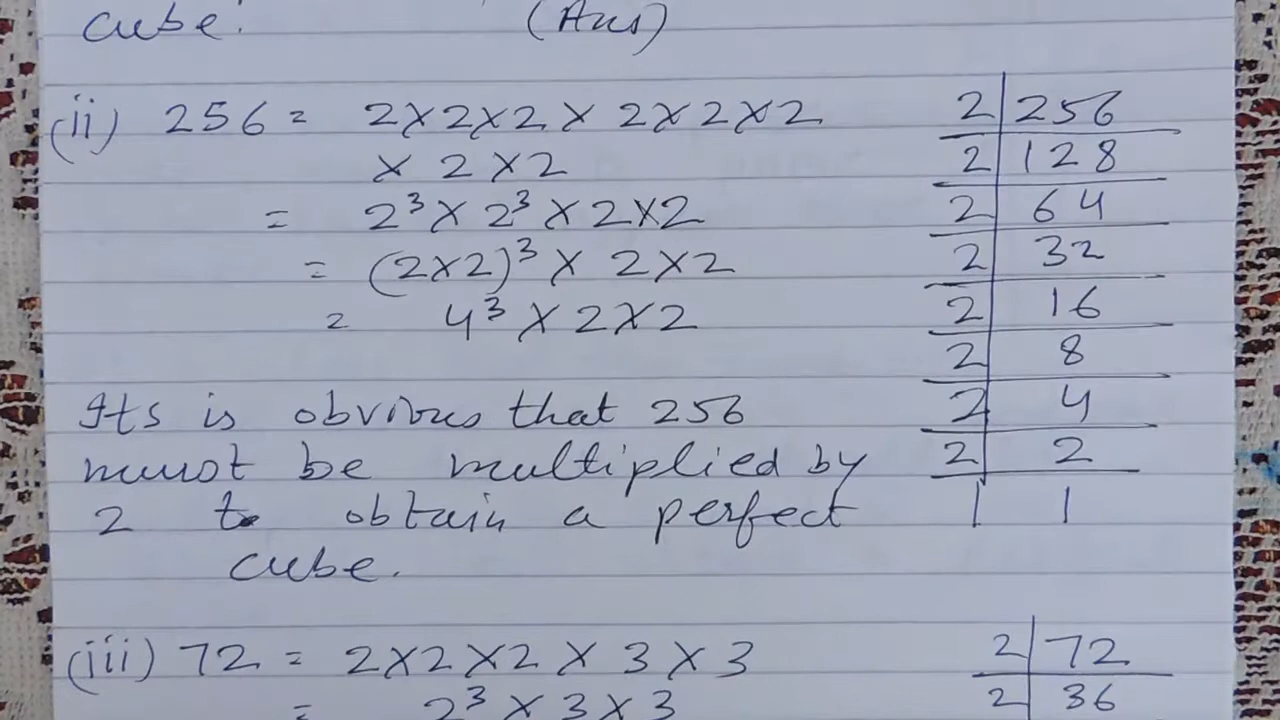 cube. (Ans)
(ii) 256 = 2×2×2 × 2×2×2
× 2×2
= 2³ × 2³ × 2×2
= (2×2)³ × 2×2
= 4³ × 2×2
Its is obvious that 256
must be multiplied by
2 to obtain a perfect
cube.
2 256
2 128
2 64
2 32
2 16
2 8
2 4
2 2
1 1
(iii) 72 = 2×2×2 × 3×3
= 2³ × 3×3
2 72
2 36